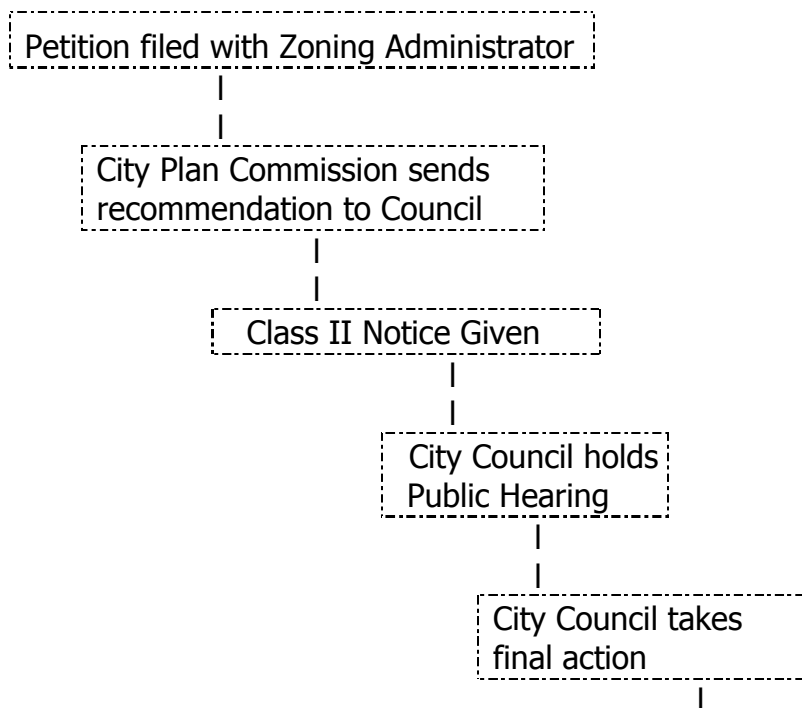 Petition filed with Zoning Administrator
City Plan Commission sends
recommendation to Council
Class II Notice Given
City Council holds
Public Hearing
City Council takes
final action